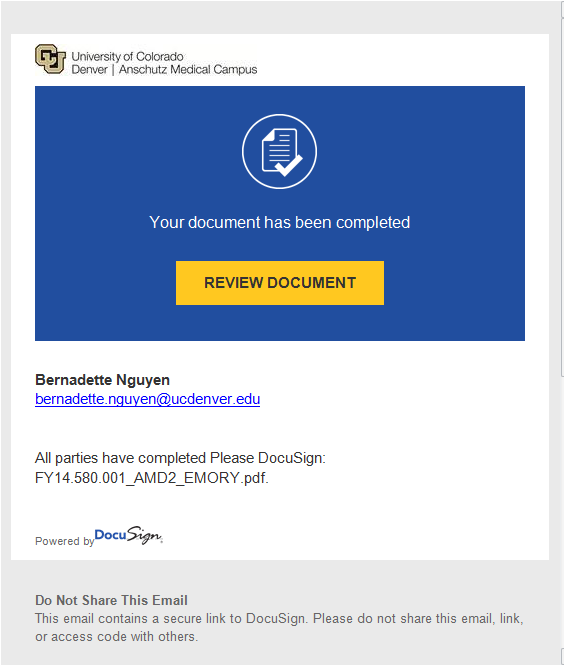 University of Colorado
Denver | Anschutz Medical Campus
Your document has been completed
REVIEW DOCUMENT
Bernadette Nguyen
bernadette.nguyen@ucdenver.edu
All parties have completed Please DocuSign:
FY14.580.001_AMD2_EMORY.pdf.
Powered by DocuSign
Do Not Share This Email
This email contains a secure link to DocuSign. Please do not share this email, link,
or access code with others.